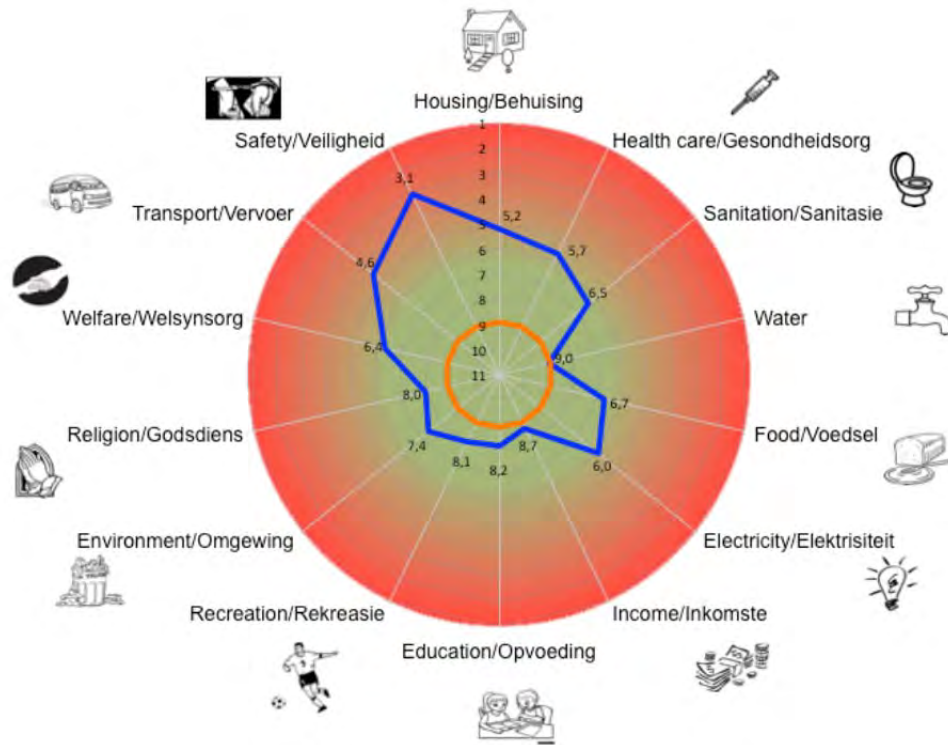 Housing/Behuising
Health care/Gesondheidsorg
Safety/Veiligheid
1
2
3
4
5
6
7
8
9
10
11
3,1
5,2
5,7
Transport/Vervoer
Sanitation/Sanitasie
4,6
6,5
Welfare/Welsynsorg
Water
6,4
9,0
8,0
6,7
Religion/Godsdiens
Food/Voedsel
7,4
8,1
8,2
8,7
6,0
Environment/Omgewing
Electricity/Elektrisiteit
Recreation/Rekreasie
Income/Inkomste
Education/Opvoeding